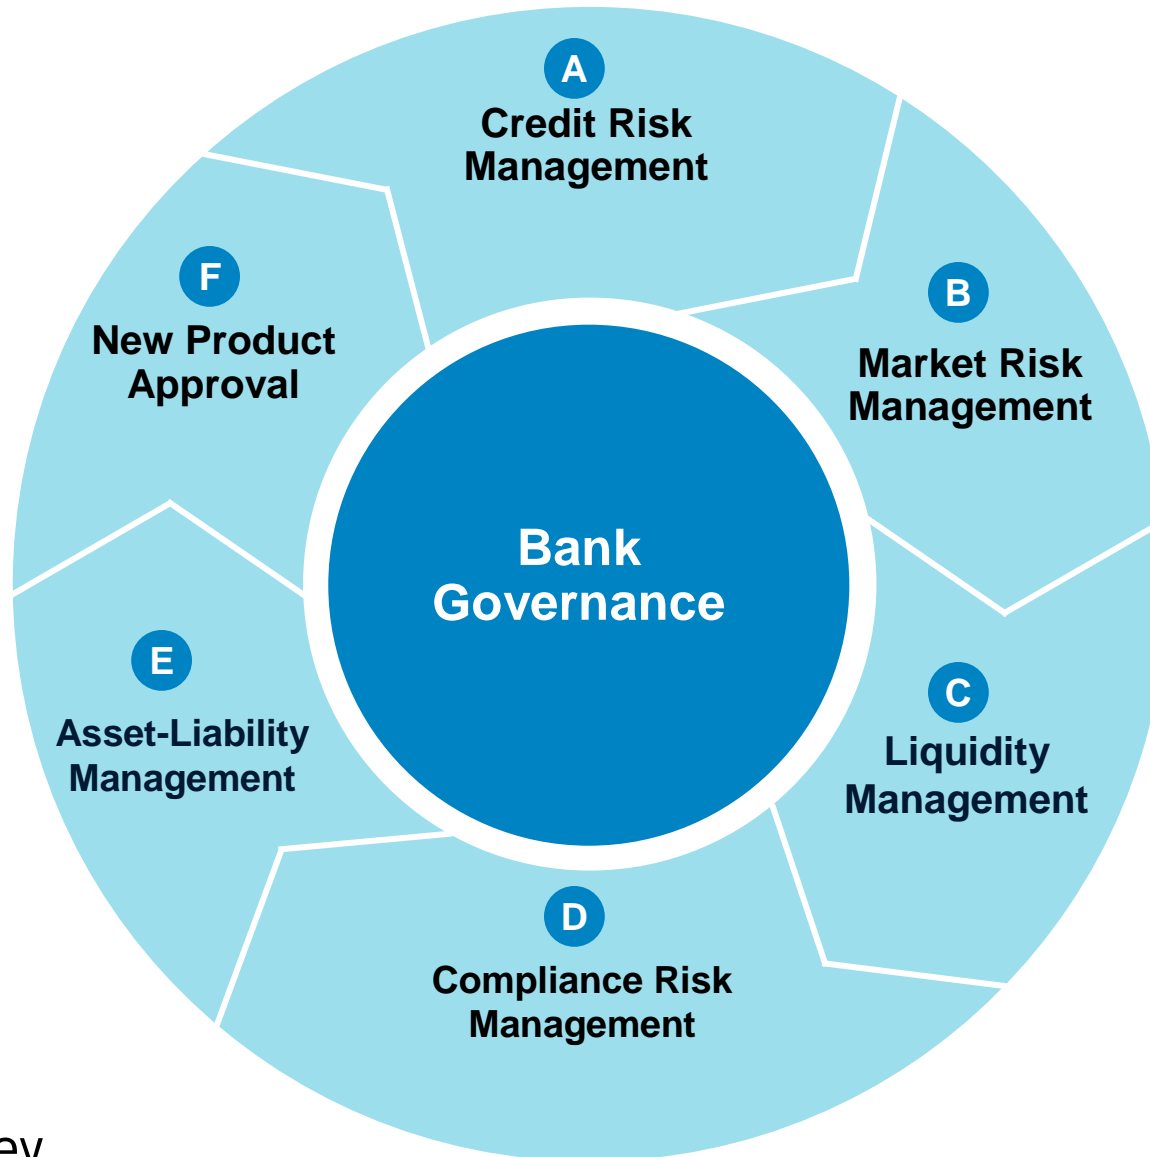 A
Credit Risk
Management
B
Market Risk
Management
C
Liquidity
Management
D
Compliance Risk
Management
E
Asset-Liability
Management
F
New Product
Approval
Bank
Governance